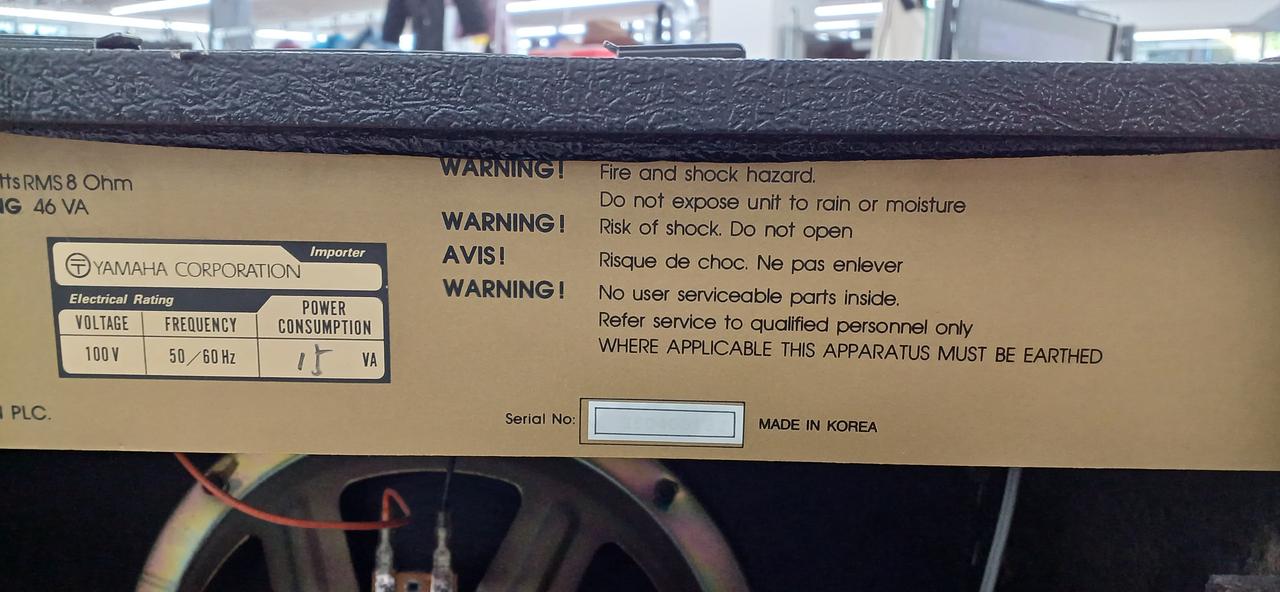 tts RMS 8 Ohm
NG 46 VA
Importer
YAMAHA CORPORATION
Electrical Rating
VOLTAGE FREQUENCY POWER CONSUMPTION
100V 50/60Hz 15 VA
PLC.
WARNING! Fire and shock hazard.
Do not expose unit to rain or moisture
WARNING! Risk of shock. Do not open
AVIS! Risque de choc. Ne pas enlever
WARNING! No user serviceable parts inside.
Refer service to qualified personnel only
WHERE APPLICABLE THIS APPARATUS MUST BE EARTHED
Serial No:
MADE IN KOREA